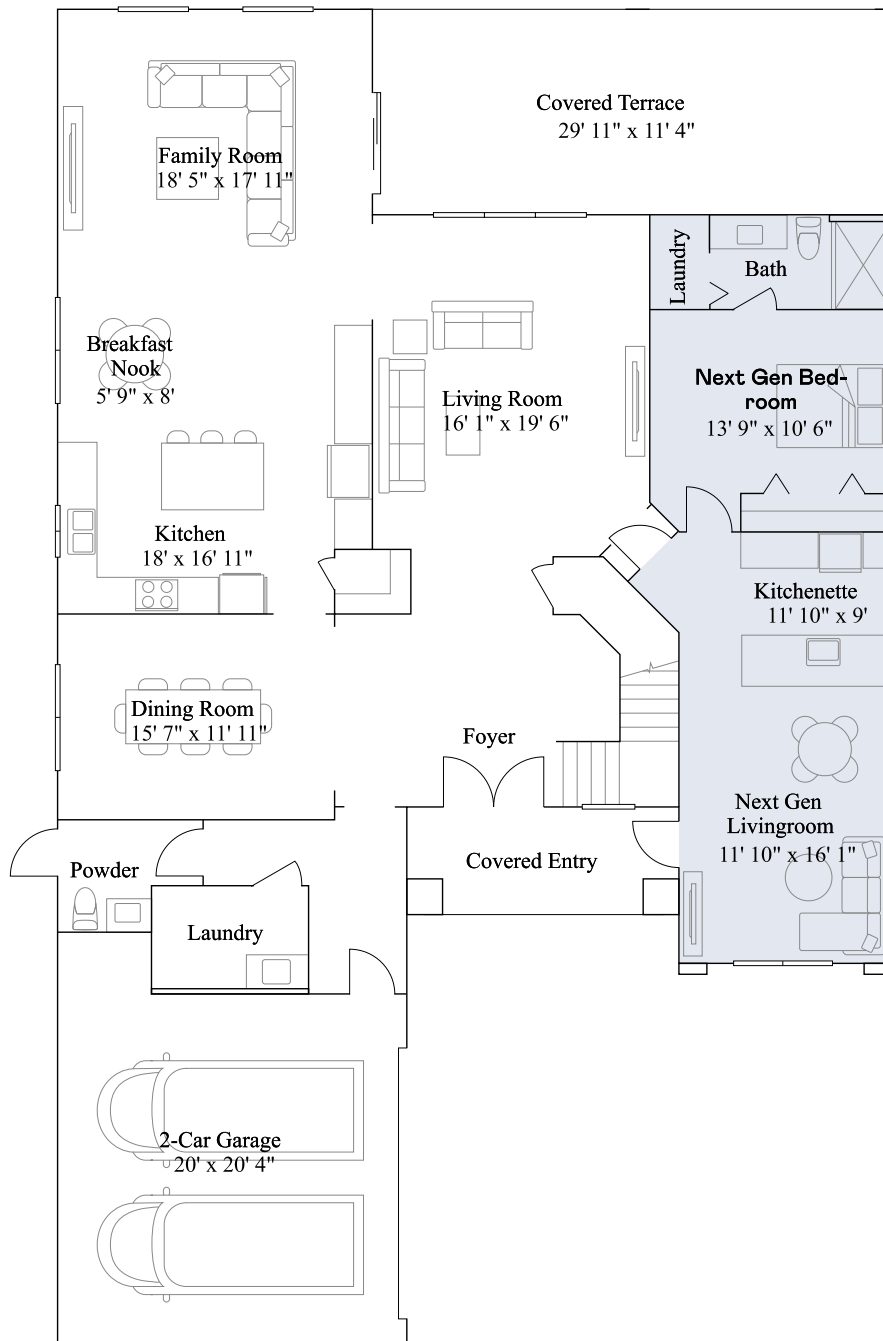 Covered Terrace
29' 11" x 11' 4"
Family Room
18' 5" x 17' 11"
Laundry
Bath
Breakfast
Nook
5' 9" x 8'
Living Room
16' 1" x 19' 6"
Next Gen Bed-
room
13' 9" x 10' 6"
Kitchen
18' x 16' 11"
Kitchenette
11' 10" x 9'
Dining Room
15' 7" x 11' 11"
Foyer
Next Gen
Livingroom
11' 10" x 16' 1"
Covered Entry
Powder
Laundry
2-Car Garage
20' x 20' 4"